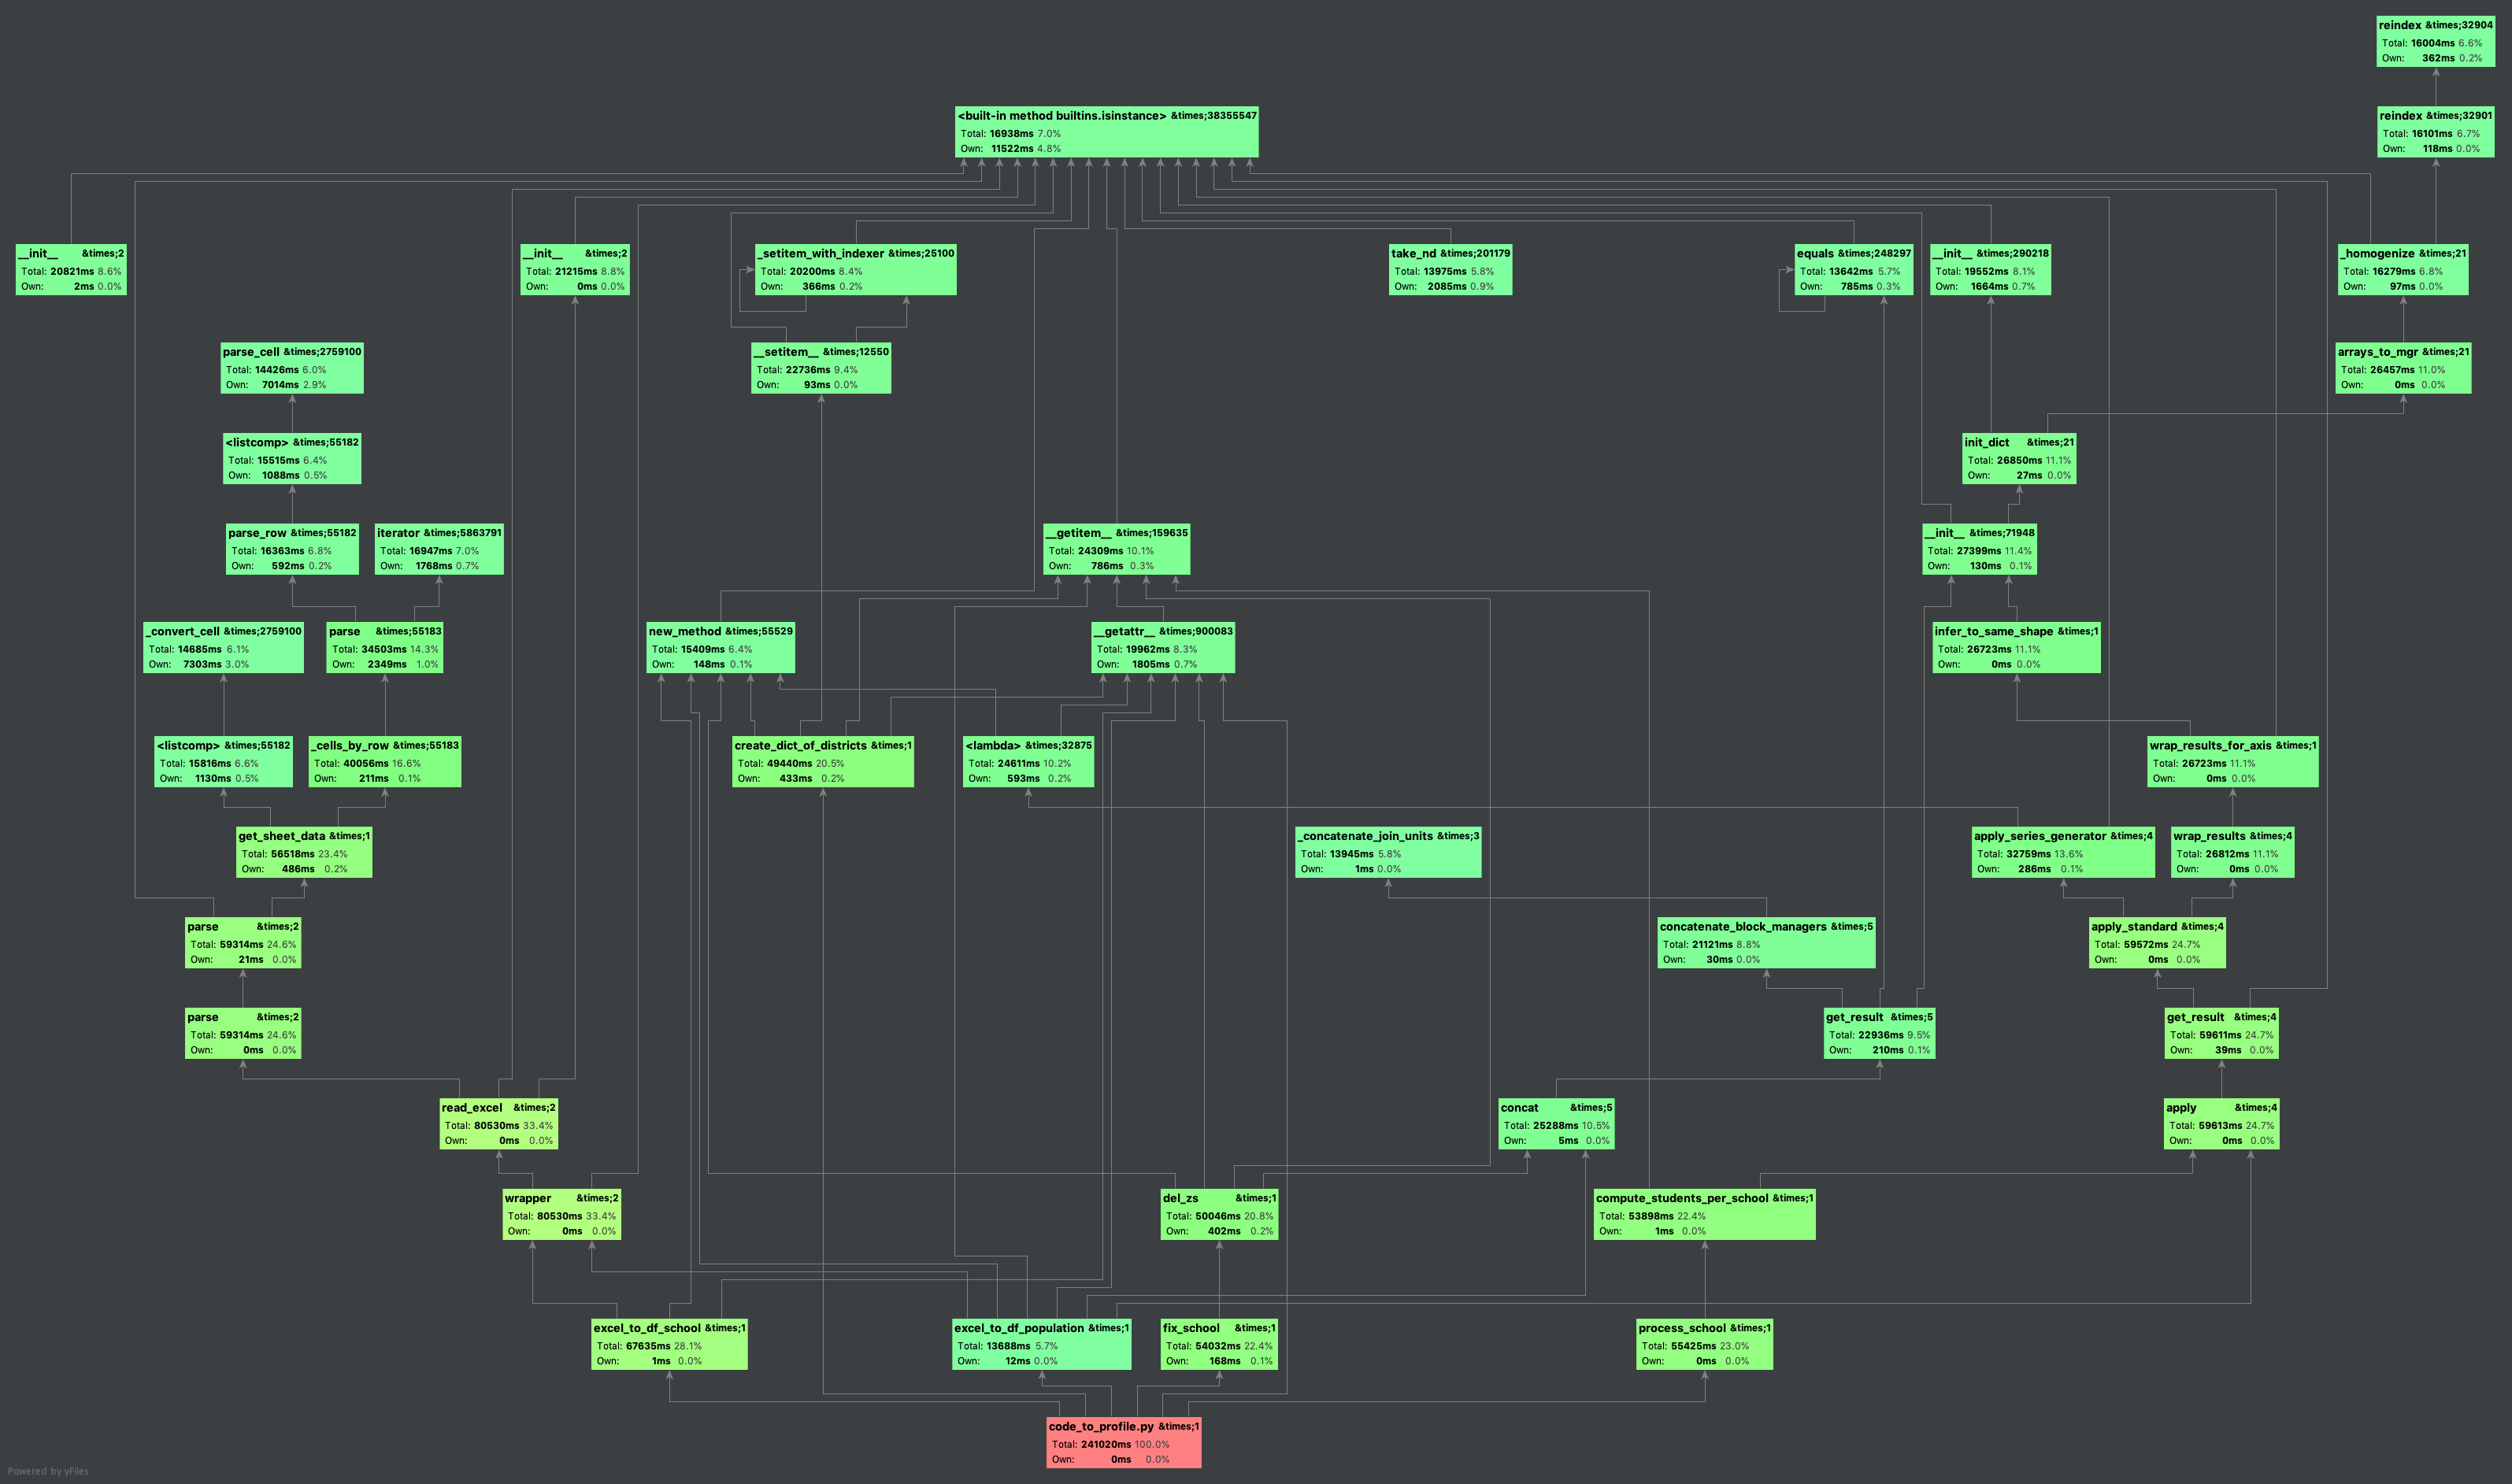 reindex &times;32904
Total: 16004ms 6.6%
Own: 362ms 0.2%
<built-in method builtins.isinstance> &times;38355547
Total: 16938ms 7.0%
Own: 11522ms 4.8%
reindex &times;32901
Total: 16101ms 6.7%
Own: 118ms 0.0%
__init__ &times;2
Total: 20821ms 8.6%
Own: 2ms 0.0%
__init__ &times;2
Total: 21215ms 8.8%
Own: 0ms 0.0%
_setitem_with_indexer &times;25100
Total: 20200ms 8.4%
Own: 366ms 0.2%
take_nd &times;201179
Total: 13975ms 5.8%
Own: 2085ms 0.9%
equals &times;248297
Total: 13642ms 5.7%
Own: 785ms 0.3%
__init__ &times;290218
Total: 19552ms 8.1%
Own: 1664ms 0.7%
_homogenize &times;21
Total: 16279ms 6.8%
Own: 97ms 0.0%
parse_cell &times;2759100
Total: 14426ms 6.0%
Own: 7014ms 2.9%
__setitem__ &times;12550
Total: 22736ms 9.4%
Own: 93ms 0.0%
arrays_to_mgr &times;21
Total: 26457ms 11.0%
Own: 0ms 0.0%
<listcomp> &times;55182
Total: 15515ms 6.4%
Own: 1088ms 0.5%
init_dict &times;21
Total: 26850ms 11.1%
Own: 27ms 0.0%
parse_row &times;55182
Total: 16363ms 6.8%
Own: 592ms 0.2%
iterator &times;5863791
Total: 16947ms 7.0%
Own: 1768ms 0.7%
__getitem__ &times;159635
Total: 24309ms 10.1%
Own: 786ms 0.3%
__init__ &times;71948
Total: 27399ms 11.4%
Own: 130ms 0.1%
_convert_cell &times;2759100
Total: 14685ms 6.1%
Own: 7303ms 3.0%
parse &times;55183
Total: 34503ms 14.3%
Own: 2349ms 1.0%
new_method &times;55529
Total: 15409ms 6.4%
Own: 148ms 0.1%
__getattr__ &times;900083
Total: 19962ms 8.3%
Own: 1805ms 0.7%
infer_to_same_shape &times;1
Total: 26723ms 11.1%
Own: 0ms 0.0%
<listcomp> &times;55182
Total: 15816ms 6.6%
Own: 1130ms 0.5%
_cells_by_row &times;55183
Total: 40056ms 16.6%
Own: 211ms 0.1%
create_dict_of_districts &times;1
Total: 49440ms 20.5%
Own: 433ms 0.2%
<lambda> &times;32875
Total: 24611ms 10.2%
Own: 593ms 0.2%
wrap_results_for_axis &times;1
Total: 26723ms 11.1%
Own: 0ms 0.0%
get_sheet_data &times;1
Total: 56518ms 23.4%
Own: 486ms 0.2%
_concatenate_join_units &times;3
Total: 13945ms 5.8%
Own: 1ms 0.0%
apply_series_generator &times;4
Total: 32759ms 13.6%
Own: 286ms 0.1%
wrap_results &times;4
Total: 26812ms 11.1%
Own: 0ms 0.0%
parse &times;2
Total: 59314ms 24.6%
Own: 21ms 0.0%
concatenate_block_managers &times;5
Total: 21121ms 8.8%
Own: 30ms 0.0%
apply_standard &times;4
Total: 59572ms 24.7%
Own: 0ms 0.0%
parse &times;2
Total: 59314ms 24.6%
Own: 0ms 0.0%
get_result &times;5
Total: 22936ms 9.5%
Own: 210ms 0.1%
get_result &times;4
Total: 59611ms 24.7%
Own: 39ms 0.0%
read_excel &times;2
Total: 80530ms 33.4%
Own: 0ms 0.0%
concat &times;5
Total: 25288ms 10.5%
Own: 5ms 0.0%
apply &times;4
Total: 59613ms 24.7%
Own: 0ms 0.0%
wrapper &times;2
Total: 80530ms 33.4%
Own: 0ms 0.0%
del_zs &times;1
Total: 50046ms 20.8%
Own: 402ms 0.2%
compute_students_per_school &times;1
Total: 53898ms 22.4%
Own: 1ms 0.0%
excel_to_df_school &times;1
Total: 67635ms 28.1%
Own: 1ms 0.0%
excel_to_df_population &times;1
Total: 13688ms 5.7%
Own: 12ms 0.0%
fix_school &times;1
Total: 54032ms 22.4%
Own: 168ms 0.1%
process_school &times;1
Total: 55425ms 23.0%
Own: 0ms 0.0%
code_to_profile.py &times;1
Total: 241020ms 100.0%
Own: 0ms 0.0%
Powered by yFiles